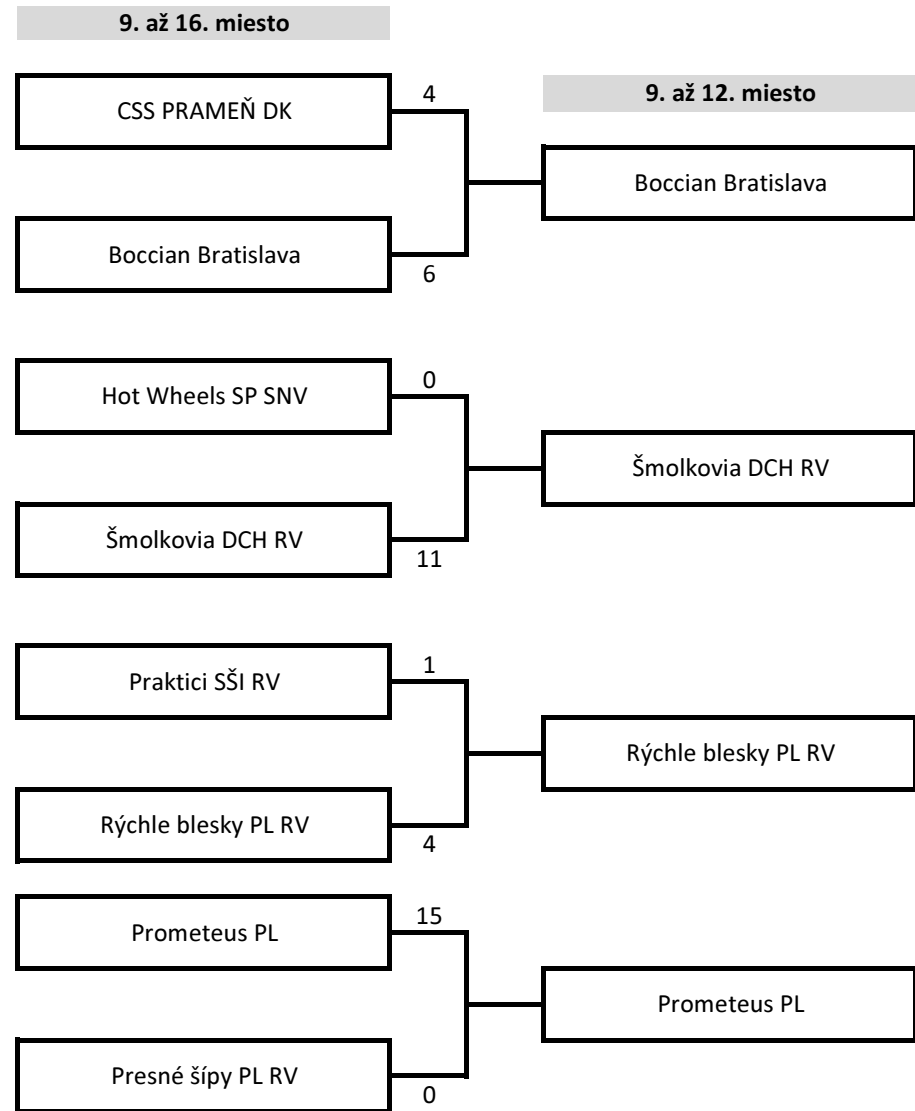 9. až 16. miesto
CSS PRAMEŇ DK
4
9. až 12. miesto
Boccian Bratislava
Boccian Bratislava
6
Hot Wheels SP SNV
0
Šmolkovia DCH RV
Šmolkovia DCH RV
11
Praktici SŠI RV
1
Rýchle blesky PL RV
Rýchle blesky PL RV
4
Prometeus PL
15
Prometeus PL
Presné šípy PL RV
0